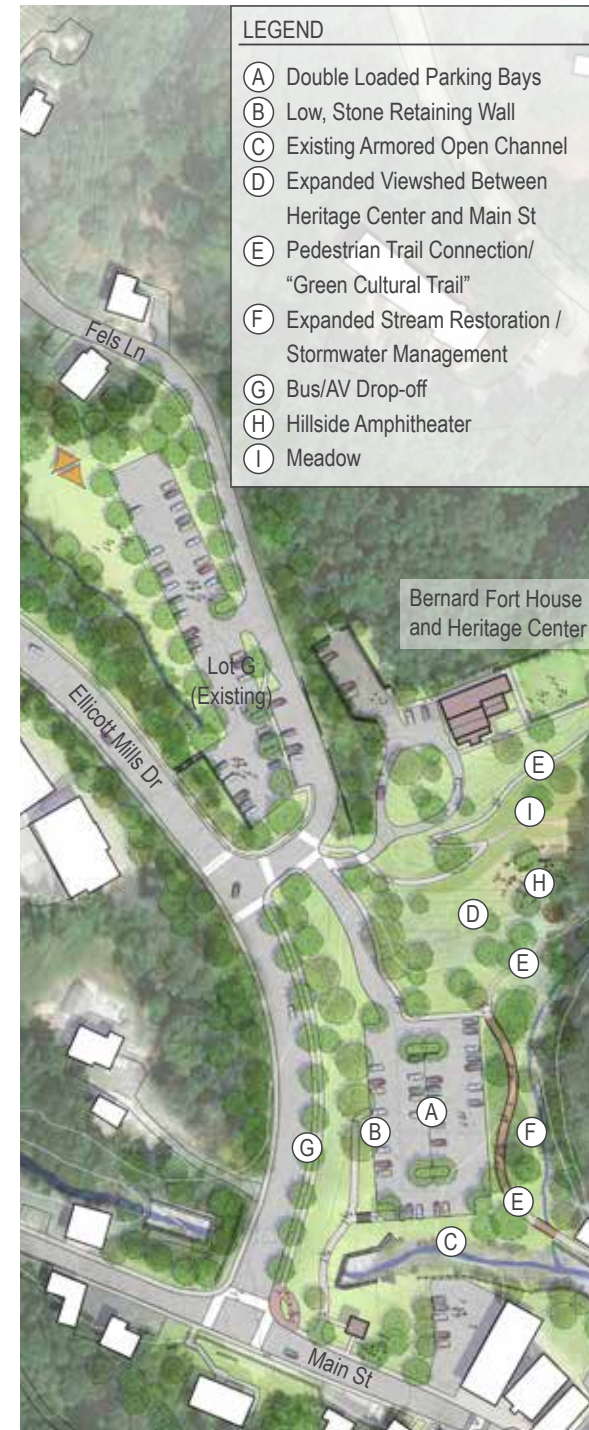 LEGEND
A Double Loaded Parking Bays
B Low, Stone Retaining Wall
C Existing Armored Open Channel
D Expanded Viewshed Between
Heritage Center and Main St
E Pedestrian Trail Connection/
“Green Cultural Trail”
F Expanded Stream Restoration /
Stormwater Management
G Bus/AV Drop-off
H Hillside Amphitheater
I Meadow
Fels Ln
Bernard Fort House
and Heritage Center
Lot G
(Existing)
Ellicott Mills Dr
E
I
H
D
E
A
B
F
G
E
C
Main St